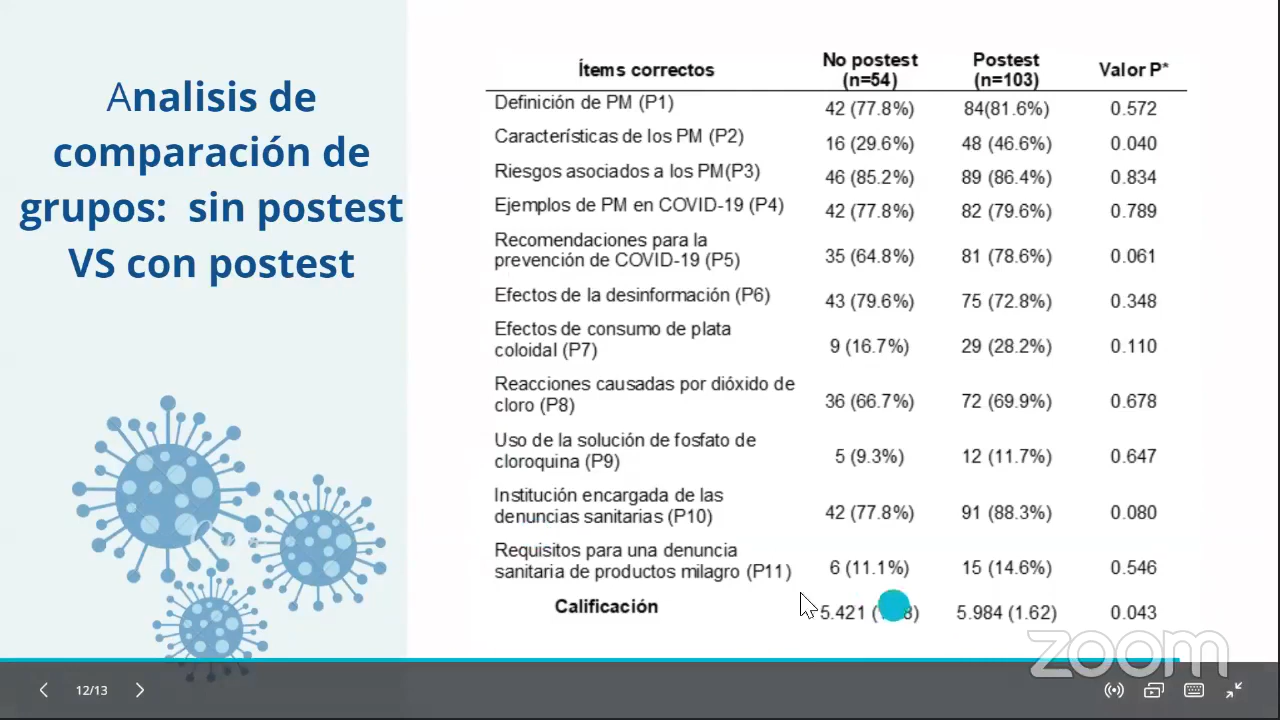 Analisis de
comparación de
grupos: sin postest
VS con postest
Ítems correctos No postest (n=54) Postest (n=103) Valor P*
Definición de PM (P1) 42 (77.8%) 84(81.6%) 0.572
Características de los PM (P2) 16 (29.6%) 48 (46.6%) 0.040
Riesgos asociados a los PM(P3) 46 (85.2%) 89 (86.4%) 0.834
Ejemplos de PM en COVID-19 (P4) 42 (77.8%) 82 (79.6%) 0.789
Recomendaciones para la
prevención de COVID-19 (P5) 35 (64.8%) 81 (78.6%) 0.061
Efectos de la desinformación (P6) 43 (79.6%) 75 (72.8%) 0.348
Efectos de consumo de plata
coloidal (P7) 9 (16.7%) 29 (28.2%) 0.110
Reacciones causadas por dióxido de
cloro (P8) 36 (66.7%) 72 (69.9%) 0.678
Uso de la solución de fosfato de
cloroquina (P9) 5 (9.3%) 12 (11.7%) 0.647
Institución encargada de las
denuncias sanitarias (P10) 42 (77.8%) 91 (88.3%) 0.080
Requisitos para una denuncia
sanitaria de productos milagro (P11) 6 (11.1%) 15 (14.6%) 0.546
Calificación 5.421 5.984 (1.62) 0.043
zoom
12/13